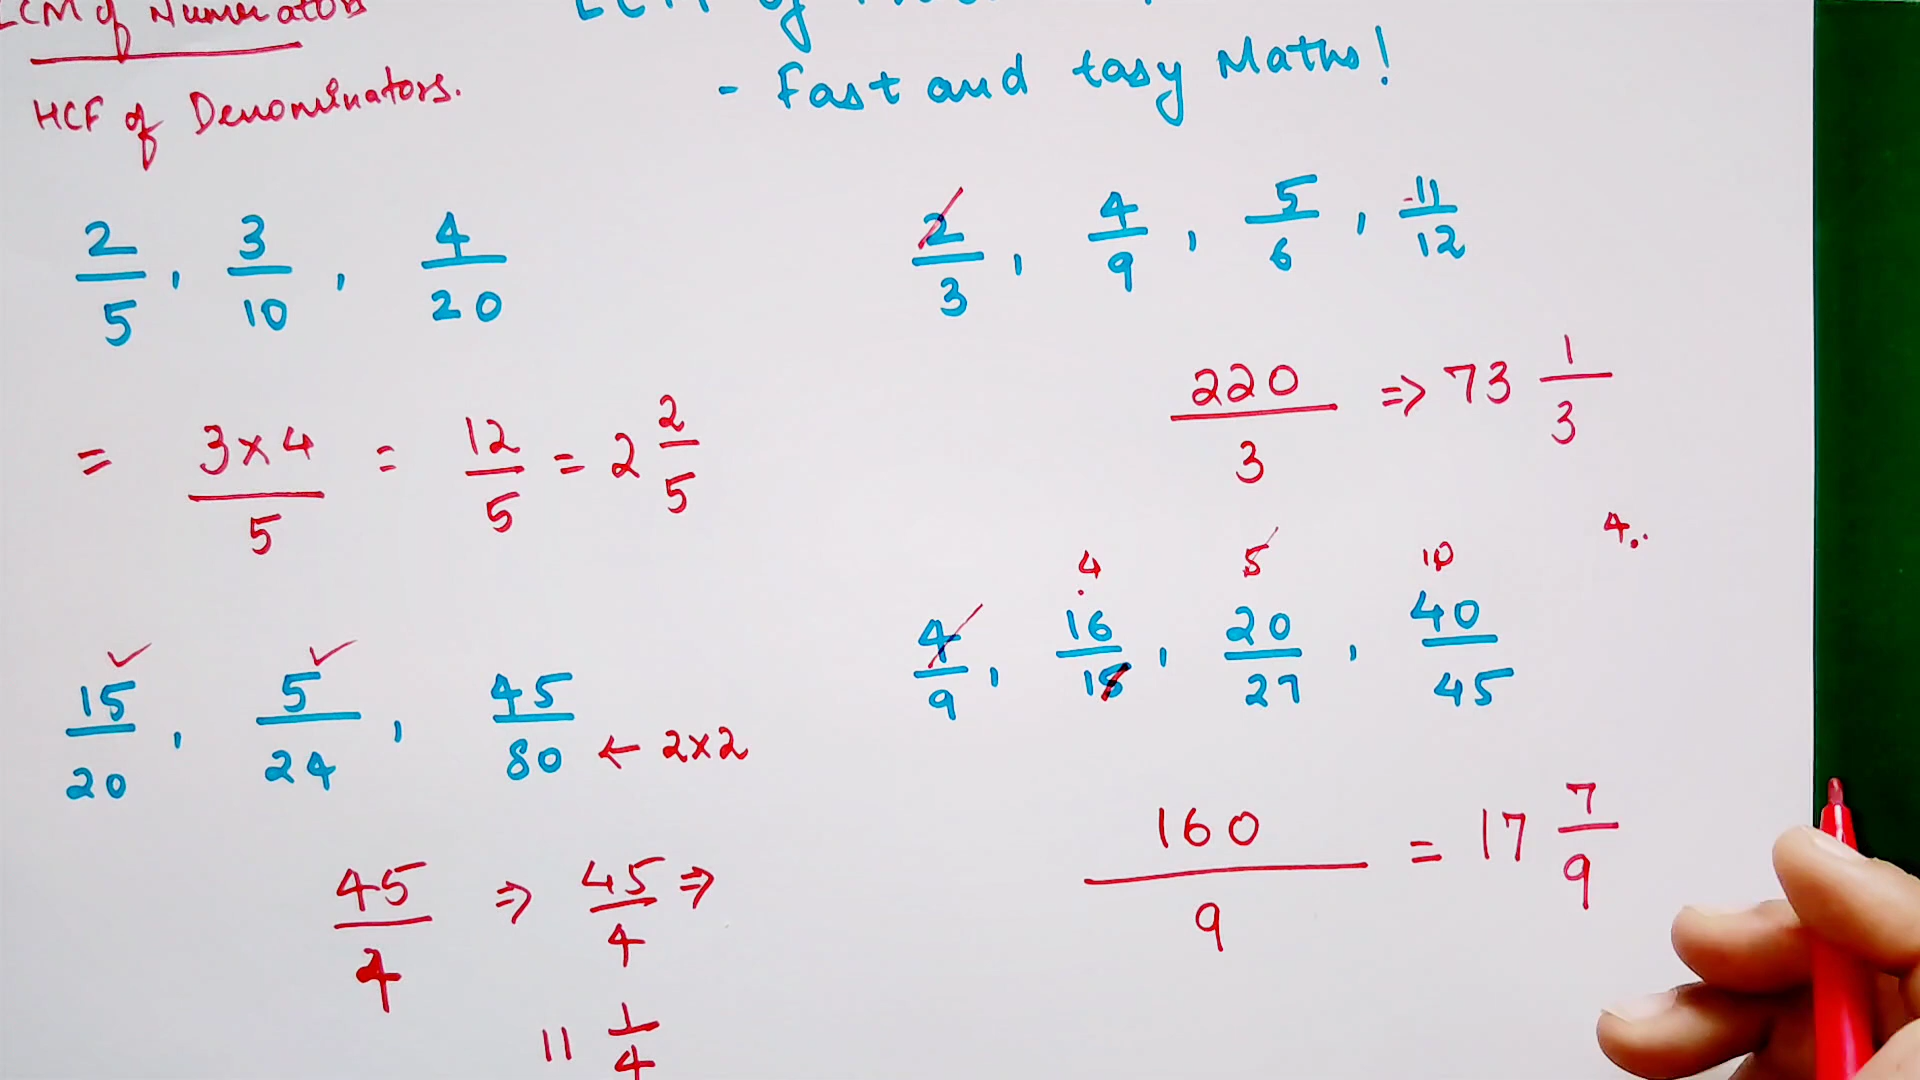 LCM of Numerators
HCF of Denominators.
- Fast and Easy Maths!
2/5 , 3/10 , 4/20
= 3x4/5 = 12/5 = 2 2/5
15/20 , 5/24 , 45/80 ← 2x2
45/4 ⇒ 45/4 ⇒
11 1/4
2/3 , 4/9 , 5/6 , 11/12
220/3 ⇒ 73 1/3
4 5 10 4..
4/9 , 16/18 , 20/27 , 40/45
160/9 = 17 7/9